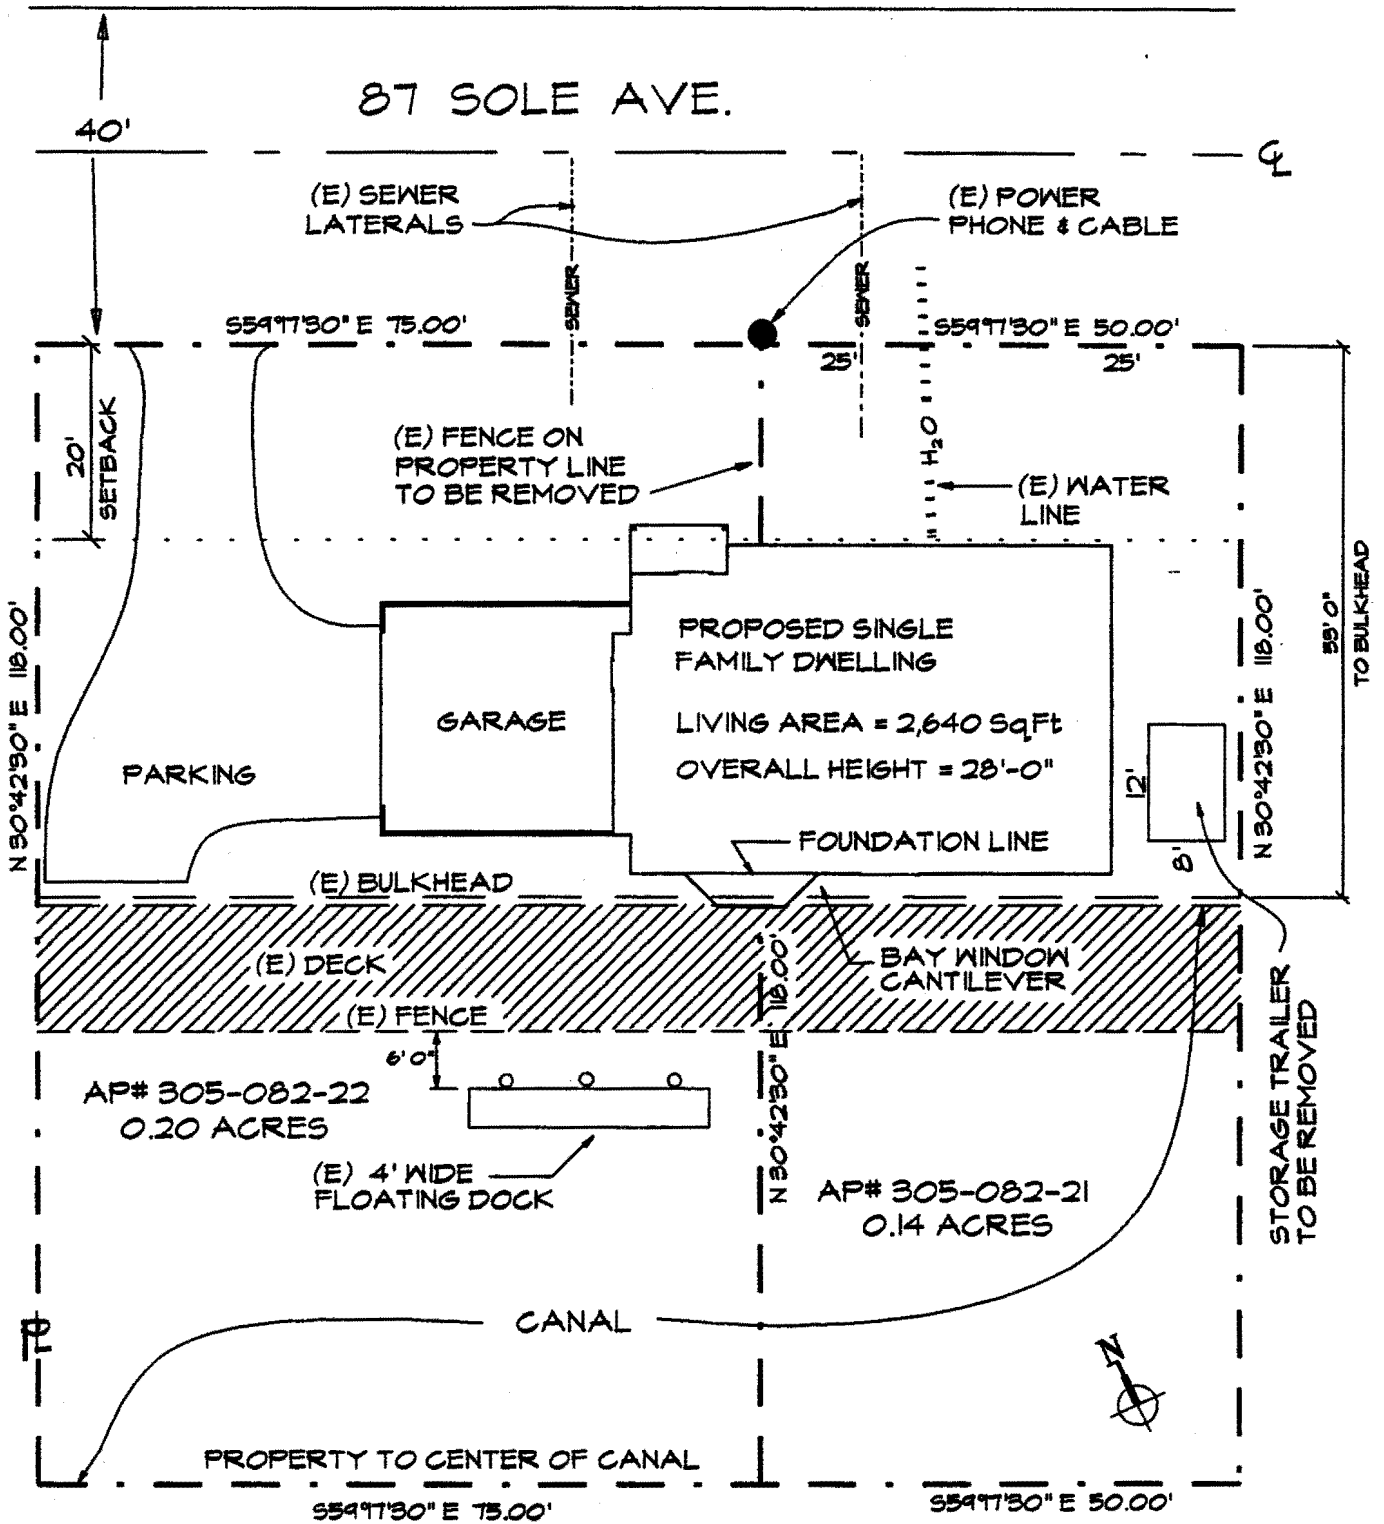 87 SOLE AVE.
40'
CL
(E) SEWER
LATERALS
(E) POWER
PHONE & CABLE
SEWER
SEWER
S59°17'30" E 75.00'
S59°17'30" E 50.00'
25'
25'
20'
SETBACK
(E) FENCE ON
PROPERTY LINE
TO BE REMOVED
H₂O
(E) WATER
LINE
TO BULKHEAD
N 30°42'30" E 118.00'
N 30°42'30" E 118.00'
PROPOSED SINGLE
FAMILY DWELLING
LIVING AREA = 2,640 SqFt
OVERALL HEIGHT = 28'-0"
GARAGE
PARKING
12'
8'
FOUNDATION LINE
(E) BULKHEAD
(E) DECK
BAY WINDOW
CANTILEVER
(E) FENCE
6'0"
N 30°42'30" E 118.00'
STORAGE TRAILER
TO BE REMOVED
AP# 305-082-22
0.20 ACRES
(E) 4' WIDE
FLOATING DOCK
AP# 305-082-21
0.14 ACRES
CANAL
PL
N
PROPERTY TO CENTER OF CANAL
S59°17'30" E 75.00'
S59°17'30" E 50.00'